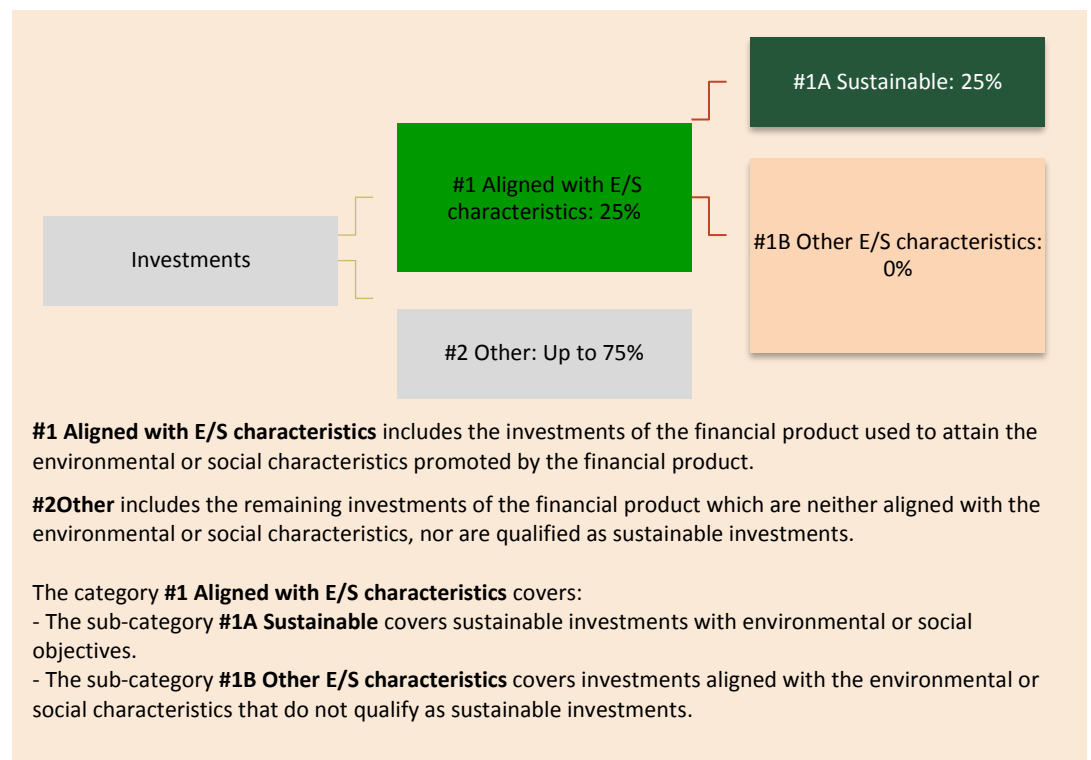 #1A Sustainable: 25%
#1 Aligned with E/S
characteristics: 25%
#1B Other E/S characteristics:
0%
Investments
#2 Other: Up to 75%
#1 Aligned with E/S characteristics includes the investments of the financial product used to attain the
environmental or social characteristics promoted by the financial product.
#2Other includes the remaining investments of the financial product which are neither aligned with the
environmental or social characteristics, nor are qualified as sustainable investments.
The category #1 Aligned with E/S characteristics covers:
- The sub-category #1A Sustainable covers sustainable investments with environmental or social
objectives.
- The sub-category #1B Other E/S characteristics covers investments aligned with the environmental or
social characteristics that do not qualify as sustainable investments.